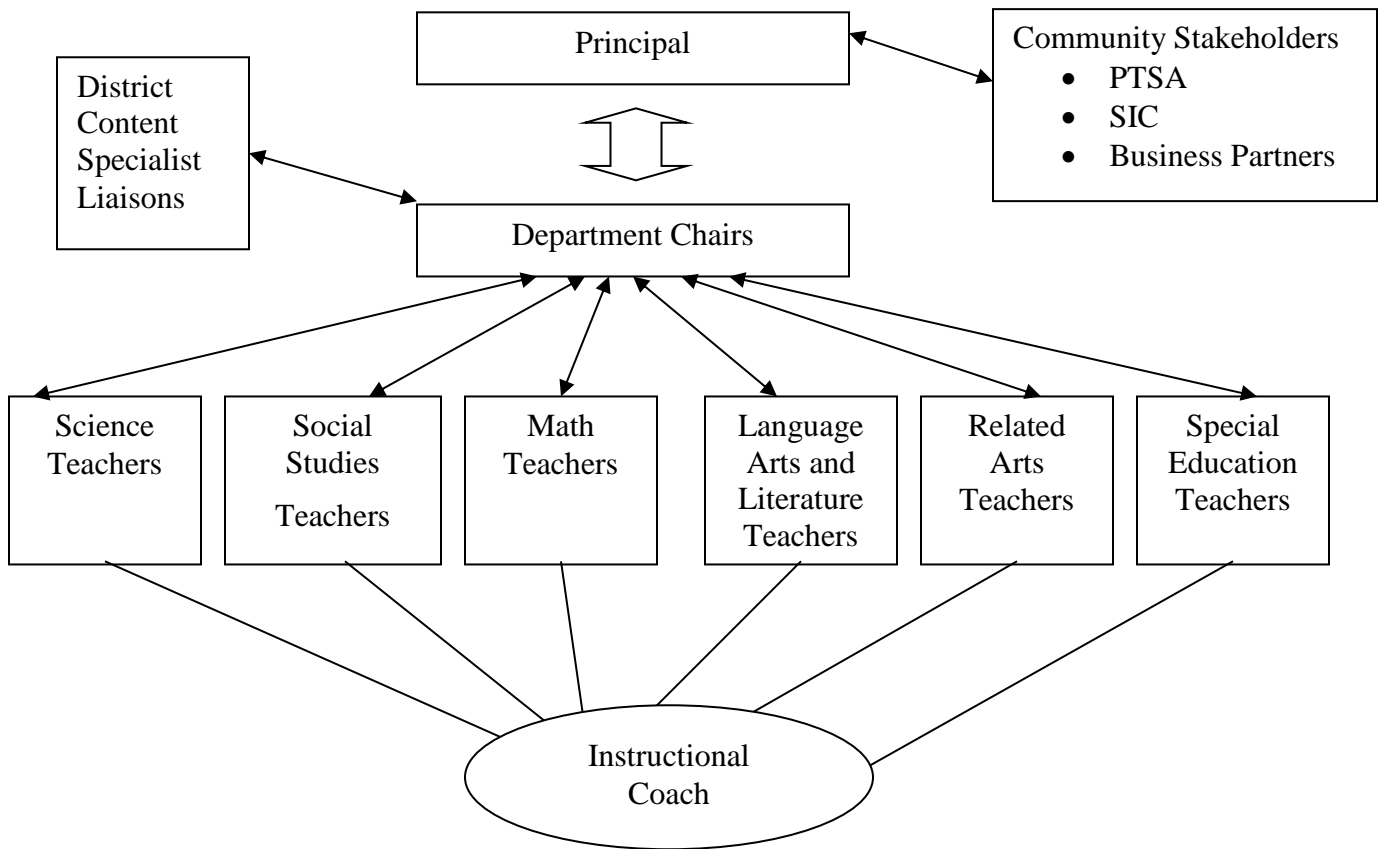 Principal
Community Stakeholders
• PTSA
• SIC
• Business Partners
District
Content
Specialist
Liaisons
Department Chairs
Science
Teachers
Social
Studies
Teachers
Math
Teachers
Language
Arts and
Literature
Teachers
Related
Arts
Teachers
Special
Education
Teachers
Instructional
Coach